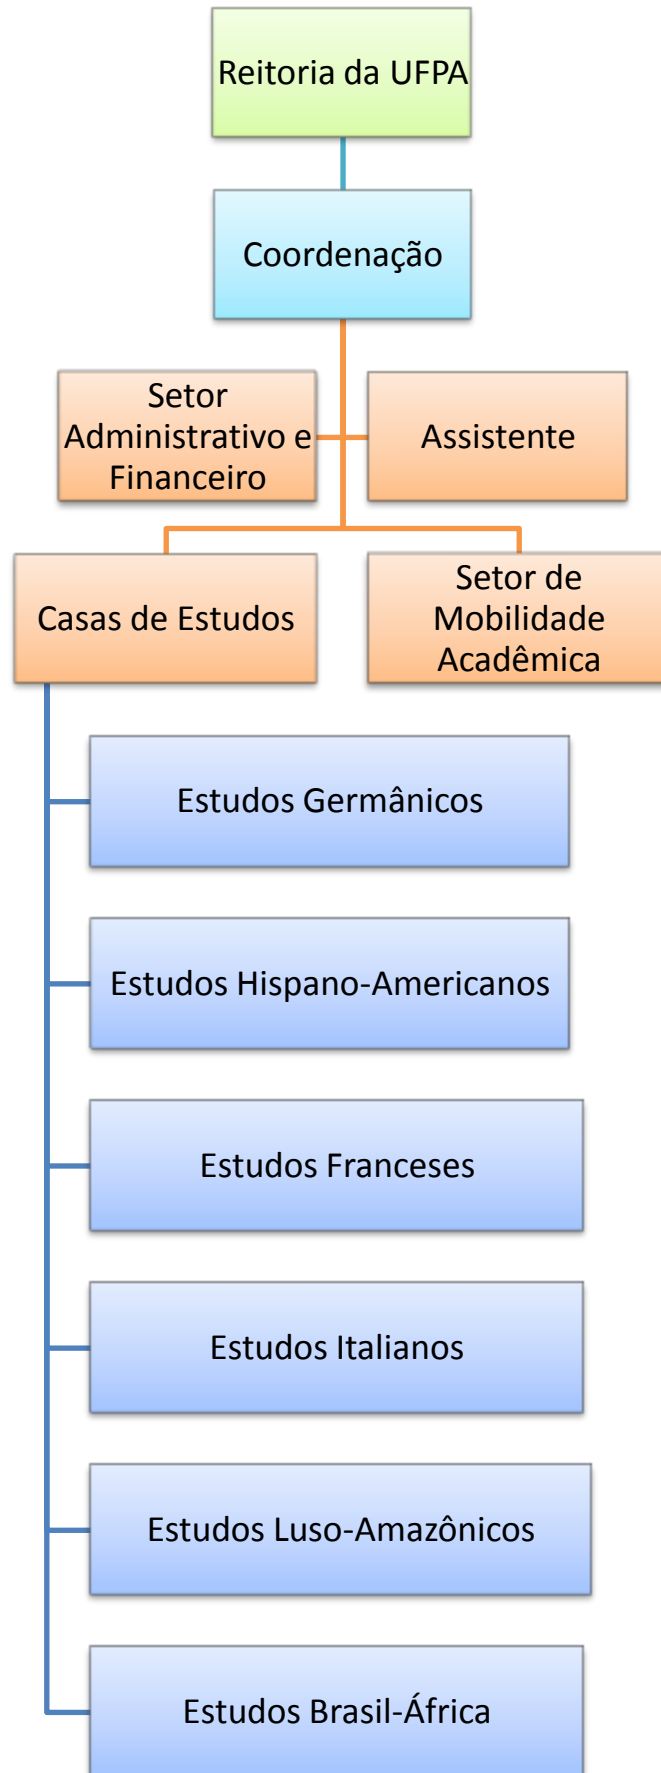 Reitoria da UFPA
Coordenação
Setor
Administrativo e
Financeiro
Assistente
Casas de Estudos
Setor de
Mobilidade
Acadêmica
Estudos Germânicos
Estudos Hispano-Americanos
Estudos Franceses
Estudos Italianos
Estudos Luso-Amazônicos
Estudos Brasil-África